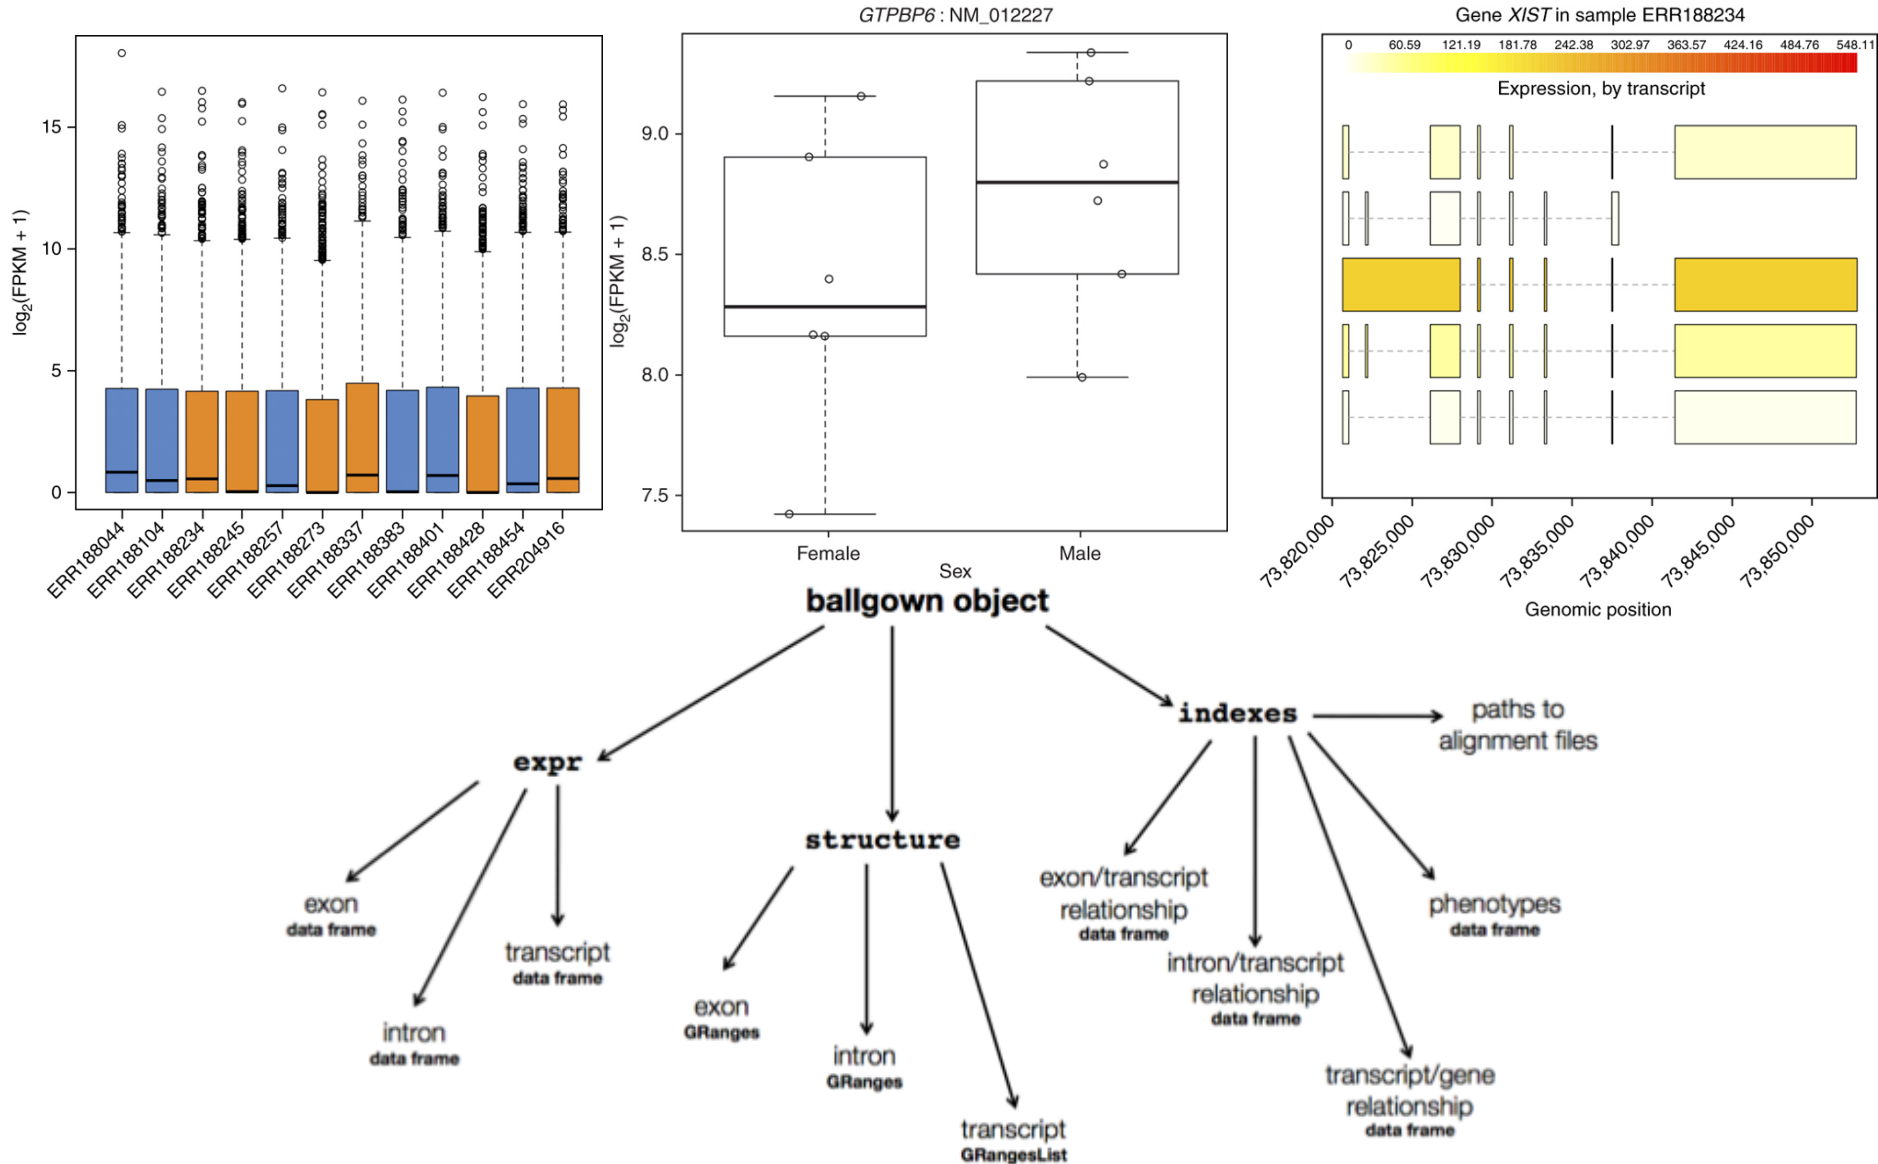 GTPBP6 : NM_012227
Gene XIST in sample ERR188234
log2(FPKM + 1)
15
10
5
0
ERR188044
ERR188104
ERR188234
ERR188245
ERR188257
ERR188273
ERR188337
ERR188383
ERR188401
ERR188428
ERR188454
ERR204916
log2(FPKM + 1)
9.0
8.5
8.0
7.5
Female Male
Sex
0 60.59 121.19 181.78 242.38 302.97 363.57 424.16 484.76 548.11
Expression, by transcript
73,820,000
73,825,000
73,830,000
73,835,000
73,840,000
73,845,000
73,850,000
Genomic position
ballgown object
expr
exon
data frame
intron
data frame
transcript
data frame
structure
exon
GRanges
intron
GRanges
transcript
GRangesList
indexes
paths to
alignment files
exon/transcript
relationship
data frame
intron/transcript
relationship
data frame
transcript/gene
relationship
data frame
phenotypes
data frame